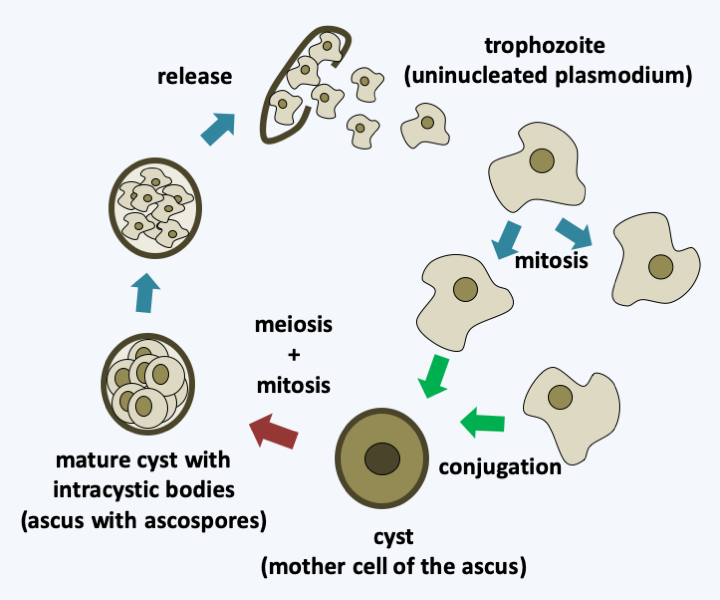 release
trophozoite
(uninucleated plasmodium)
mitosis
meiosis
+
mitosis
conjugation
mature cyst with
intracystic bodies
(ascus with ascospores)
cyst
(mother cell of the ascus)